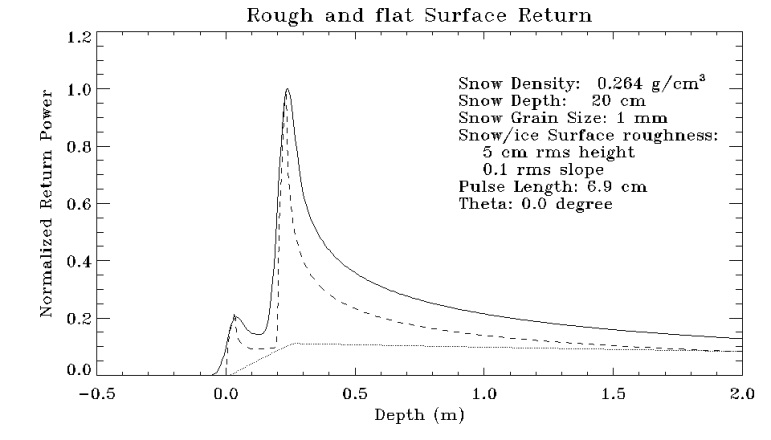 Rough and flat Surface Return
1.2
1.0
0.8
0.6
0.4
0.2
0.0
Normalized Return Power
Snow Density: 0.264 g/cm³
Snow Depth: 20 cm
Snow Grain Size: 1 mm
Snow/ice Surface roughness:
5 cm rms height
0.1 rms slope
Pulse Length: 6.9 cm
Theta: 0.0 degree
-0.5 0.0 0.5 1.0 1.5 2.0
Depth (m)